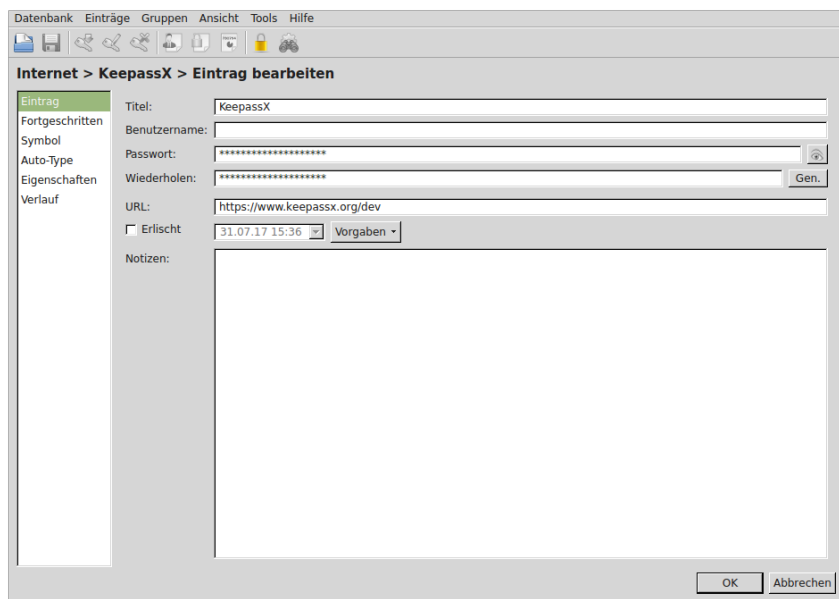 Datenbank Einträge Gruppen Ansicht Tools Hilfe
Internet > KeepassX > Eintrag bearbeiten
Eintrag
Fortgeschritten
Symbol
Auto-Type
Eigenschaften
Verlauf
Titel: KeepassX
Benutzername:
Passwort: ********************
Wiederholen: ******************** Gen.
URL: https://www.keepassx.org/dev
Erlischt 31.07.17 15:36 Vorgaben
Notizen:
OK Abbrechen